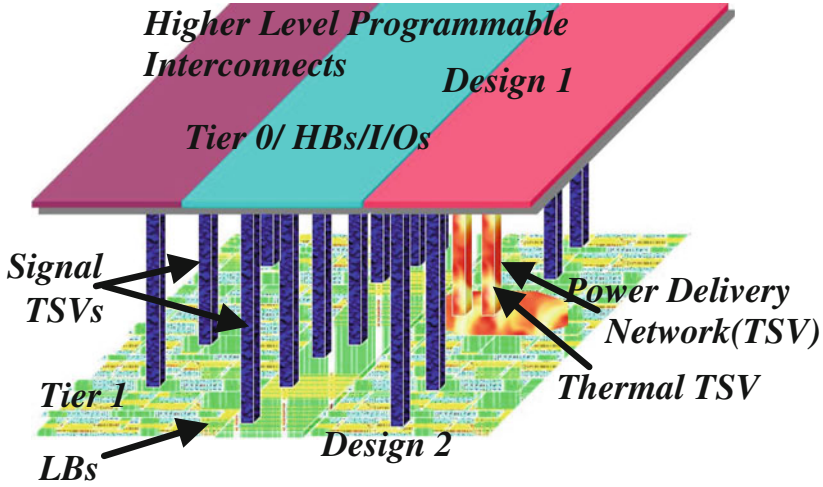 Higher Level Programmable
Interconnects
Design 1
Tier 0/ HBs/I/Os
Signal
TSVs
Power Delivery
Network(TSV)
Thermal TSV
Tier 1
Design 2
LBs